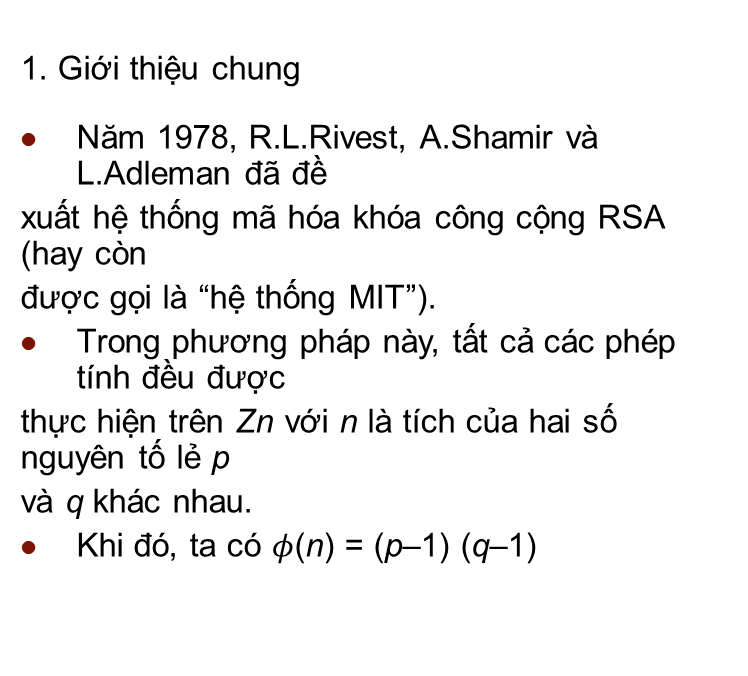 1. Giới thiệu chung
● Năm 1978, R.L.Rivest, A.Shamir và
L.Adleman đã đề
xuất hệ thống mã hóa khóa công cộng RSA
(hay còn
được gọi là “hệ thống MIT”).
● Trong phương pháp này, tất cả các phép
tính đều được
thực hiện trên Zn với n là tích của hai số
nguyên tố lẻ p
và q khác nhau.
● Khi đó, ta có ϕ(n) = (p–1) (q–1)